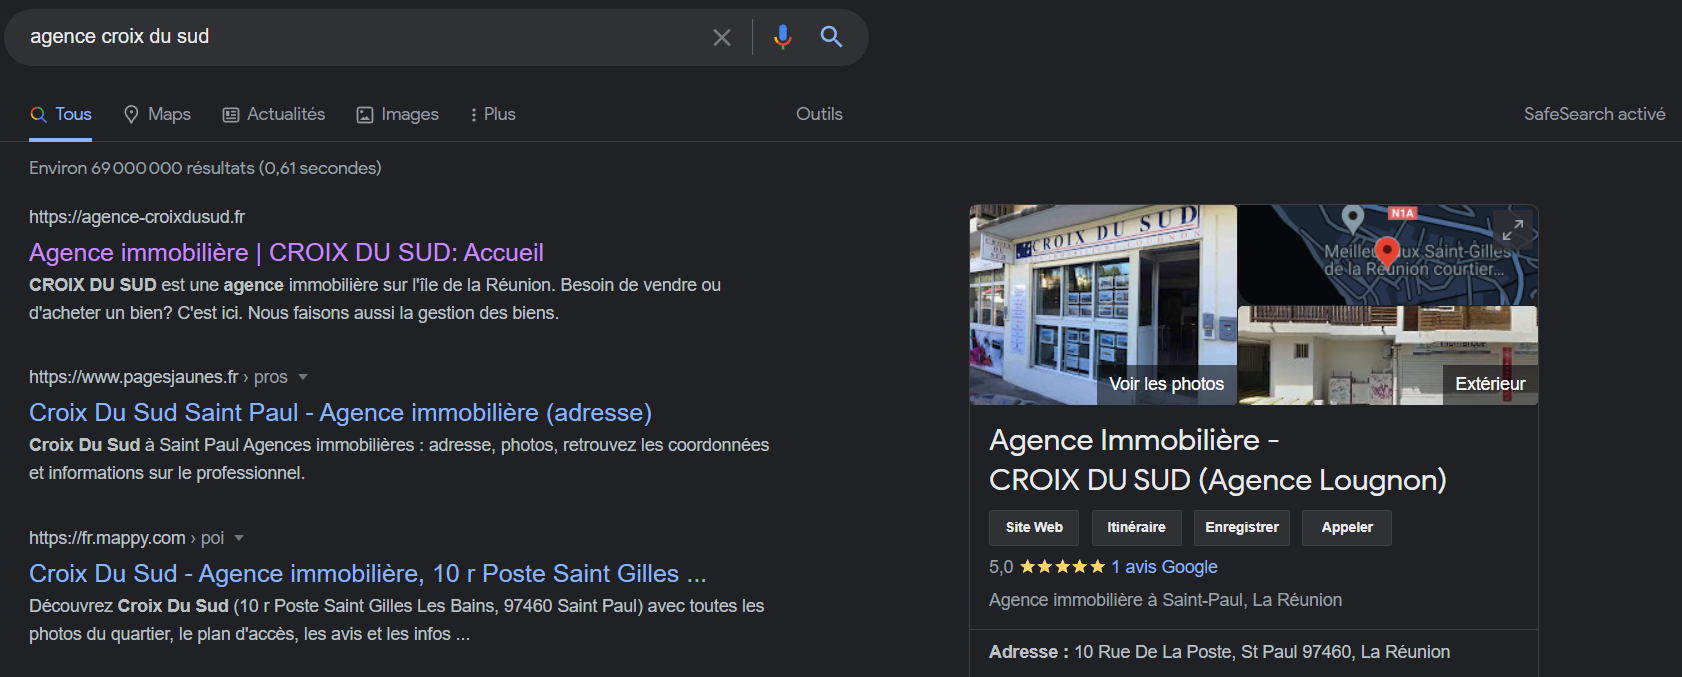 agence croix du sud
Tous
Maps
Actualités
Images
Plus
Outils
SafeSearch activé
Environ 69 000 000 résultats (0,61 secondes)
https://agence-croixdusud.fr
Agence immobilière | CROIX DU SUD: Accueil
CROIX DU SUD est une agence immobilière sur l'île de la Réunion. Besoin de vendre ou
d'acheter un bien? C'est ici. Nous faisons aussi la gestion des biens.
https://www.pagesjaunes.fr › pros
Croix Du Sud Saint Paul - Agence immobilière (adresse)
Croix Du Sud à Saint Paul Agences immobilières : adresse, photos, retrouvez les coordonnées
et informations sur le professionnel.
https://fr.mappy.com › poi
Croix Du Sud - Agence immobilière, 10 r Poste Saint Gilles ...
Découvrez Croix Du Sud (10 r Poste Saint Gilles Les Bains, 97460 Saint Paul) avec toutes les
photos du quartier, le plan d'accès, les avis et les infos ...
CROIX DU SUD
LOUGNON
CROIX
DU
SUD
Voir les photos
N1A
Saint-Gilles
de la Réunion courtier...
Extérieur
Agence Immobilière -
CROIX DU SUD (Agence Lougnon)
Site Web
Itinéraire
Enregistrer
Appeler
5,0
1 avis Google
Agence immobilière à Saint-Paul, La Réunion
Adresse : 10 Rue De La Poste, St Paul 97460, La Réunion